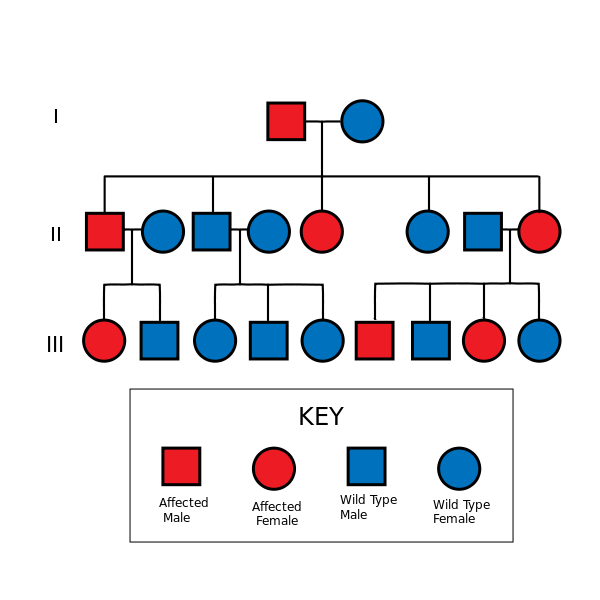 I
II
III
KEY
Affected
Male
Affected
Female
Wild Type
Male
Wild Type
Female